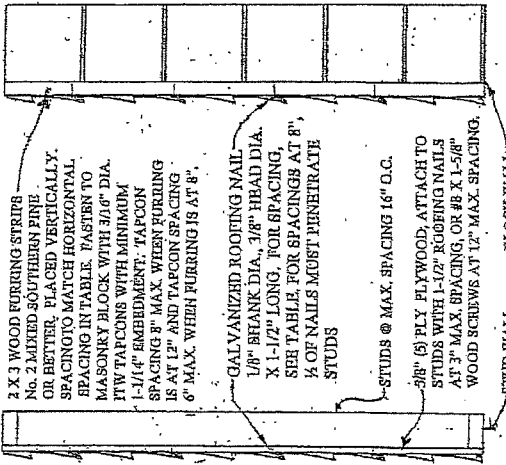 2 X 3 WOOD FURRING STRIPS
No. 2 MIXED SOUTHERN PINE
OR BETTER, PLACED VERTICALLY.
SPACING TO MATCH HORIZONTAL
SPACING IN TABLE. FASTEN TO
MASONRY BLOCK WITH 3/16" DIA.
ITW TAPCONS WITH MINIMUM
1-1/4" EMBEDMENT; TAPCON
SPACING 8" MAX. WHEN FURRING
IS AT 12" AND TAPCON SPACING
6" MAX. WHEN FURRING IS AT 8",
GALVANIZED ROOFING NAIL
1/8" SHANK DIA., 3/8" HEAD DIA.
X 1-1/2" LONG. FOR SPACING,
SEE TABLE, FOR SPACINGS AT 8",
OF NAILS MUST PENETRATE
STUDS
STUDS @ MAX. SPACING 16" O.C.
5/8" (5) PLY PLYWOOD, ATTACH TO
STUDS WITH 1-1/2" ROOFING NAILS
AT 3" MAX. SPACING, OR #8 X 1-5/8"
WOOD SCREWS AT 12" MAX. SPACING.